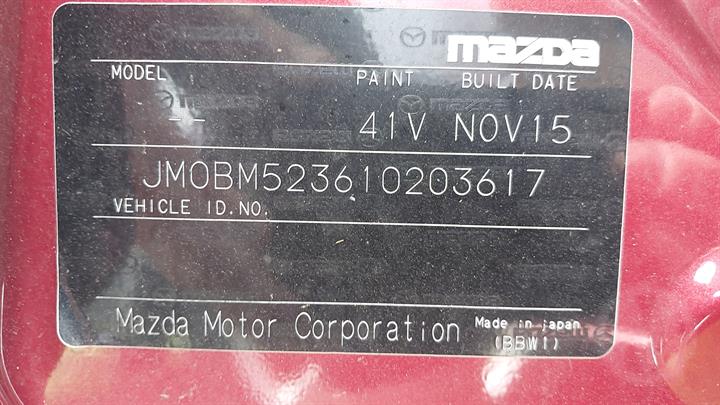 mazda
MODEL PAINT BUILT DATE
-- 41V NOV15
JM0BM523610203617
VEHICLE ID.NO.
Mazda Motor Corporation Made in Japan
(BBW1)